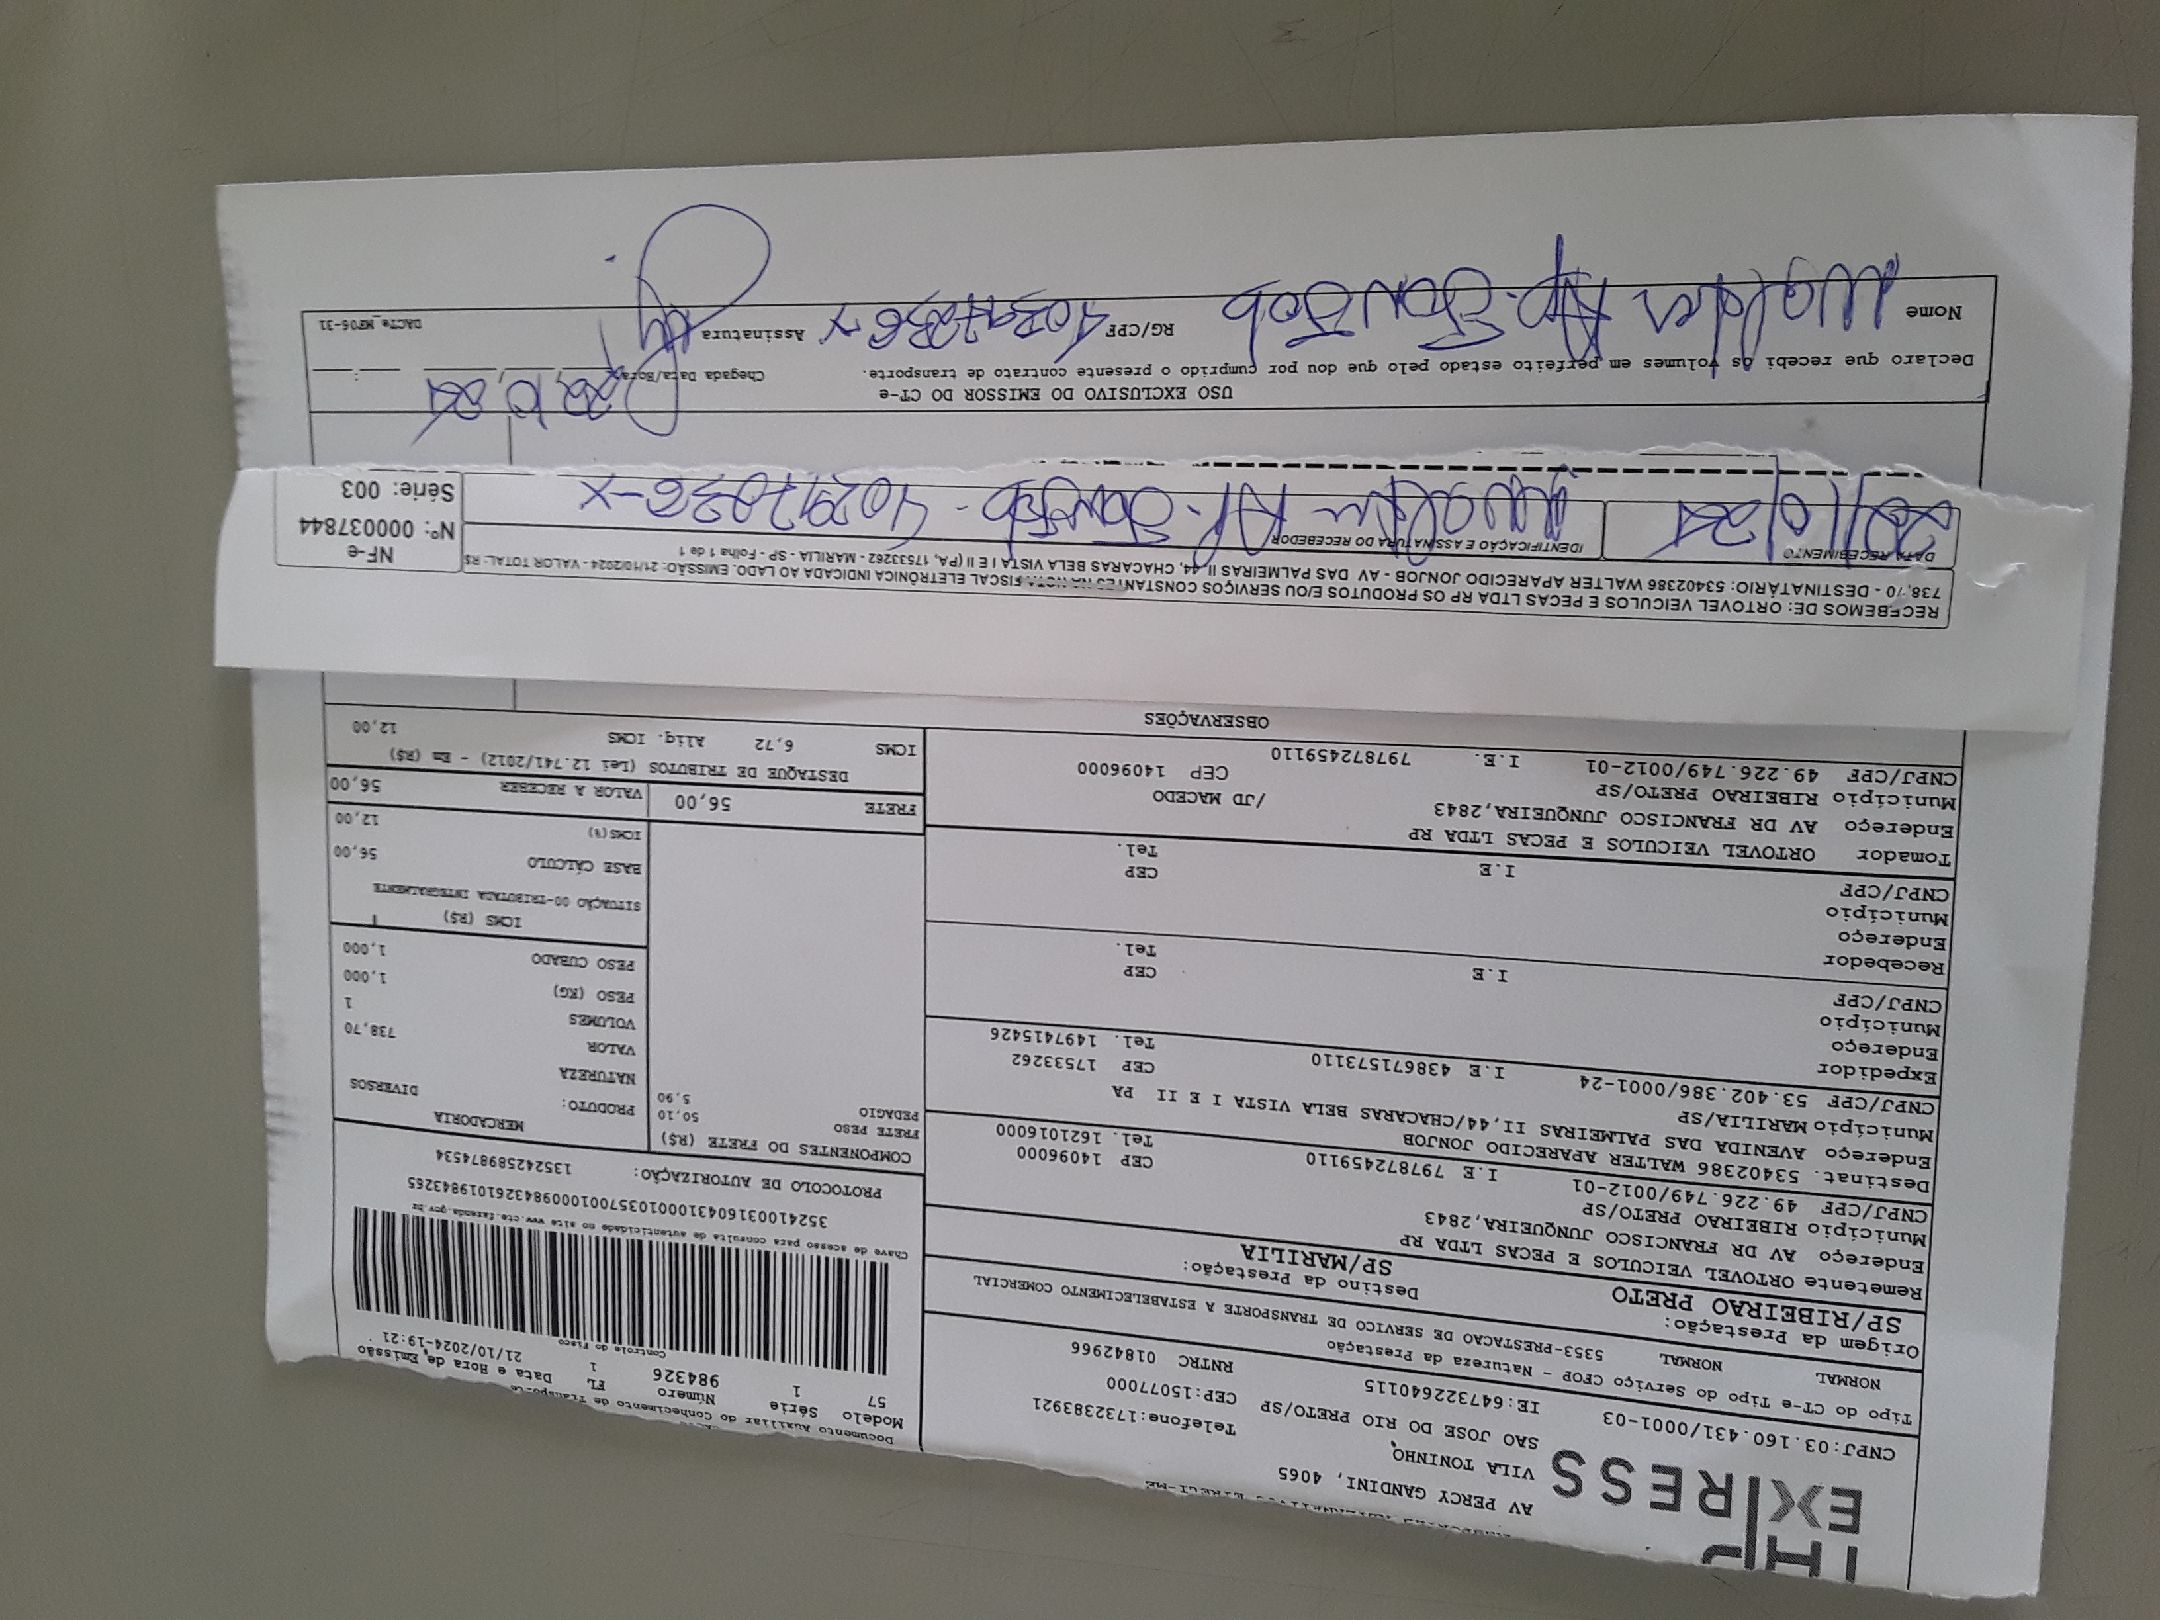 EXPRESS
AV PERCY GANDINI, 4065
VILA TONINHO
SAO JOSE DO RIO PRETO/SP CEP:15077000
Telefone:1732383921
CNPJ:03.160.431/0001-03 IE:647322640115 RNTRC 01842966
Documento Auxiliar do Conhecimento de Transporte
Modelo Série Número FL Data e Hora de Emissão
57 1 984326 1 21/10/2024-19:21
Controle do Fisco
Tipo do CT-e Tipo do Serviço CFOP - Natureza da Prestação
NORMAL NORMAL 5353-PRESTACAO DE SERVICO DE TRANSPORTE A ESTABELECIMENTO COMERCIAL
Chave de acesso para consulta de autenticidade no site www.cte.fazenda.gov.br
35241003160431000103570010009843261019843265
PROTOCOLO DE AUTORIZAÇÃO: 135242589874534
Origem da Prestação: Destino da Prestação:
SP/RIBEIRAO PRETO SP/MARILIA
Remetente ORTOVEL VEICULOS E PECAS LTDA RP
Endereço AV DR FRANCISCO JUNQUEIRA,2843
Município RIBEIRAO PRETO/SP CEP 14096000
CNPJ/CPF 49.226.749/0012-01 I.E 797872459110 Tel. 1621016000
Destinat. 53402386 WALTER APARECIDO JONJOB
Endereço AVENIDA DAS PALMEIRAS II,44/CHACARAS BELA VISTA I E II PA
Município MARILIA/SP CEP 17533262
CNPJ/CPF 53.402.386/0001-24 I.E 438671573110 Tel. 1497415426
Expedidor
Endereço
Município CEP
CNPJ/CPF I.E Tel.
Recebedor
Endereço
Município CEP
CNPJ/CPF I.E Tel.
Tomador ORTOVEL VEICULOS E PECAS LTDA RP
Endereço AV DR FRANCISCO JUNQUEIRA,2843 /JD MACEDO
Município RIBEIRAO PRETO/SP CEP 14096000
CNPJ/CPF 49.226.749/0012-01 I.E. 797872459110
COMPONENTES DO FRETE (R$)
FRETE PESO 50,10
PEDAGIO 5,90
FRETE 56,00
MERCADORIA
PRODUTO: DIVERSOS
NATUREZA
VALOR 738,70
VOLUMES 1
PESO (KG) 1,000
PESO CUBADO 1,000
ICMS (R$)
SITUAÇÃO 00-TRIBUTADA INTEGRALMENTE
BASE CÁLCULO 56,00
ICMS(%) 12,00
VALOR A RECEBER 56,00
DESTAQUE DE TRIBUTOS (Lei 12.741/2012) - Em (R$)
ICMS 6,72 Aliq. ICMS 12,00
OBSERVAÇÕES
RECEBEMOS DE: ORTOVEL VEICULOS E PECAS LTDA RP OS PRODUTOS E/OU SERVIÇOS CONSTANTES NA NOTA FISCAL ELETRÔNICA INDICADA AO LADO. EMISSÃO: 21/10/2024 - VALOR TOTAL: R$
738,70 - DESTINATÁRIO: 53402386 WALTER APARECIDO JONJOB - AV DAS PALMEIRAS II, 44, CHACARAS BELA VISTA I E II (PA, 17533262 - MARILIA - SP - Folha 1 de 1
DATA RECEBIMENTO IDENTIFICAÇÃO E ASSINATURA DO RECEBEDOR
NF-e
Nº: 000037844
Série: 003
USO EXCLUSIVO DO EMISSOR DO CT-e
Declaro que recebi os volumes em perfeito estado pelo que dou por cumprido o presente contrato de transporte. Chegada Data/Hora
Nome Walter Ap. Jonjob RG/CPF Assinatura
DACTe_MF06-31